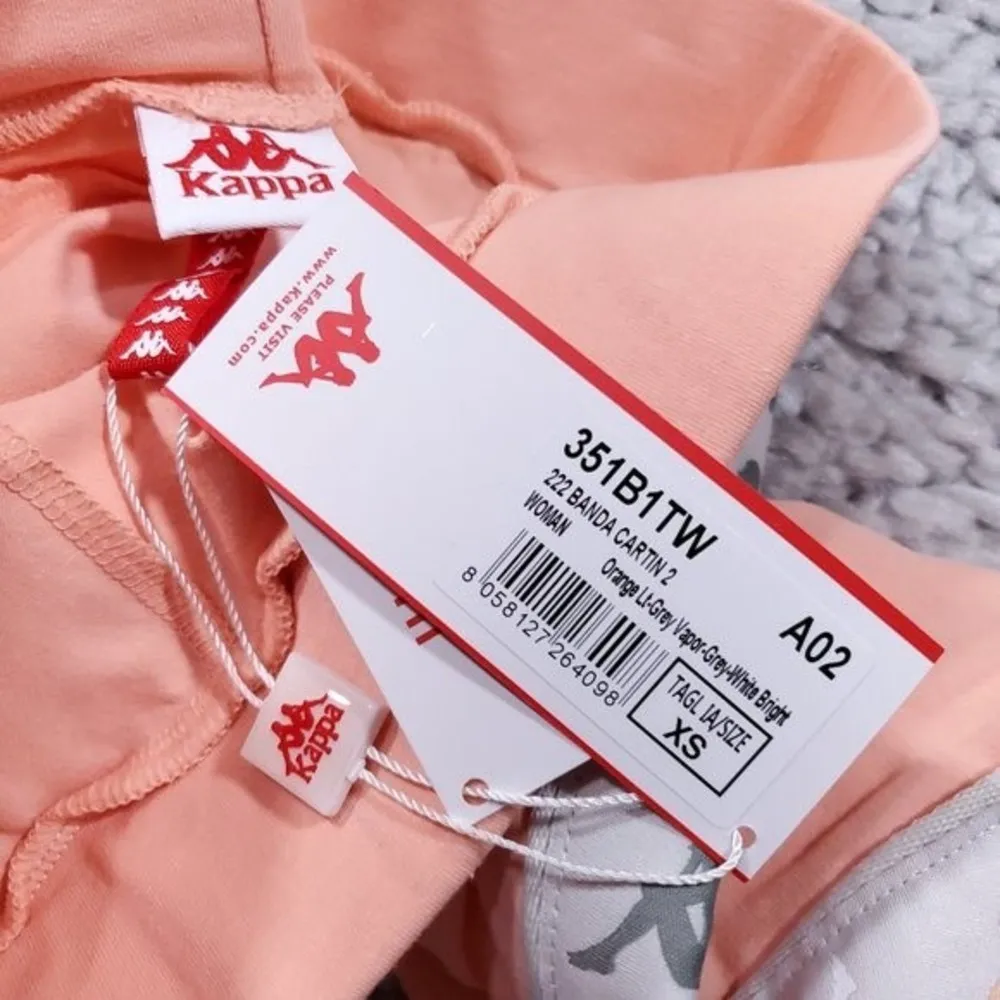 Kappa
PLEASE VISIT
www.Kappa.com
351B1TW
A02
222 BANDA CARTIN 2
WOMAN
Orange Lt-Grey Vapor-Grey-White Bright
8 058127 264098
TAGLIA/SIZE
XS
Kappa